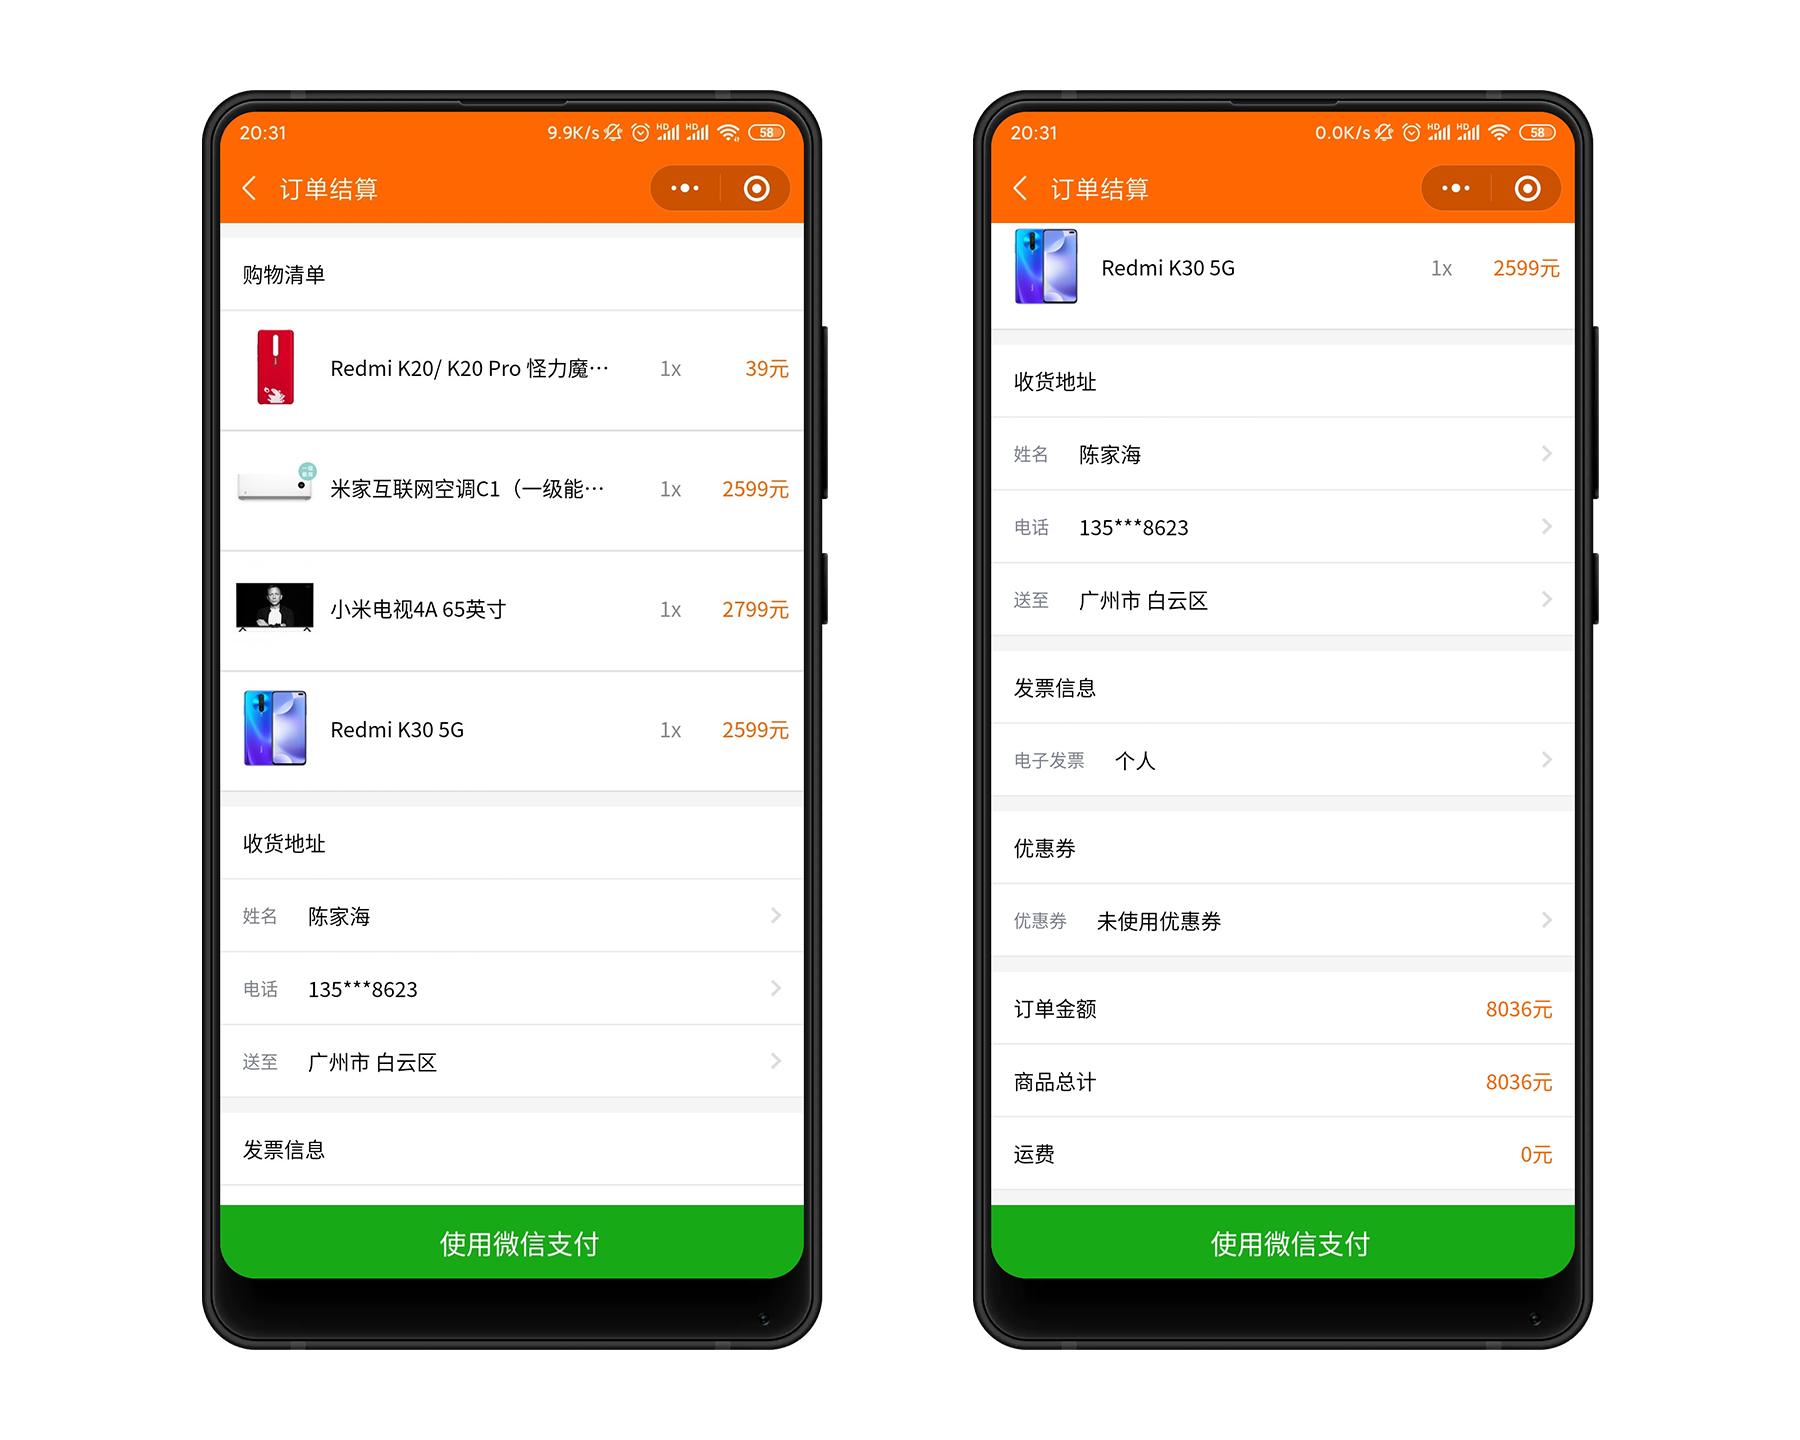 20:31 9.9K/s HD HD 58
订单结算
购物清单
Redmi K20/ K20 Pro 怪力魔… 1x 39元
米家互联网空调C1（一级能… 1x 2599元
小米电视4A 65英寸 1x 2799元
Redmi K30 5G 1x 2599元
收货地址
姓名 陈家海
电话 135***8623
送至 广州市 白云区
发票信息
使用微信支付
20:31 0.0K/s HD HD 58
订单结算
Redmi K30 5G 1x 2599元
收货地址
姓名 陈家海
电话 135***8623
送至 广州市 白云区
发票信息
电子发票 个人
优惠券
优惠券 未使用优惠券
订单金额 8036元
商品总计 8036元
运费 0元
使用微信支付